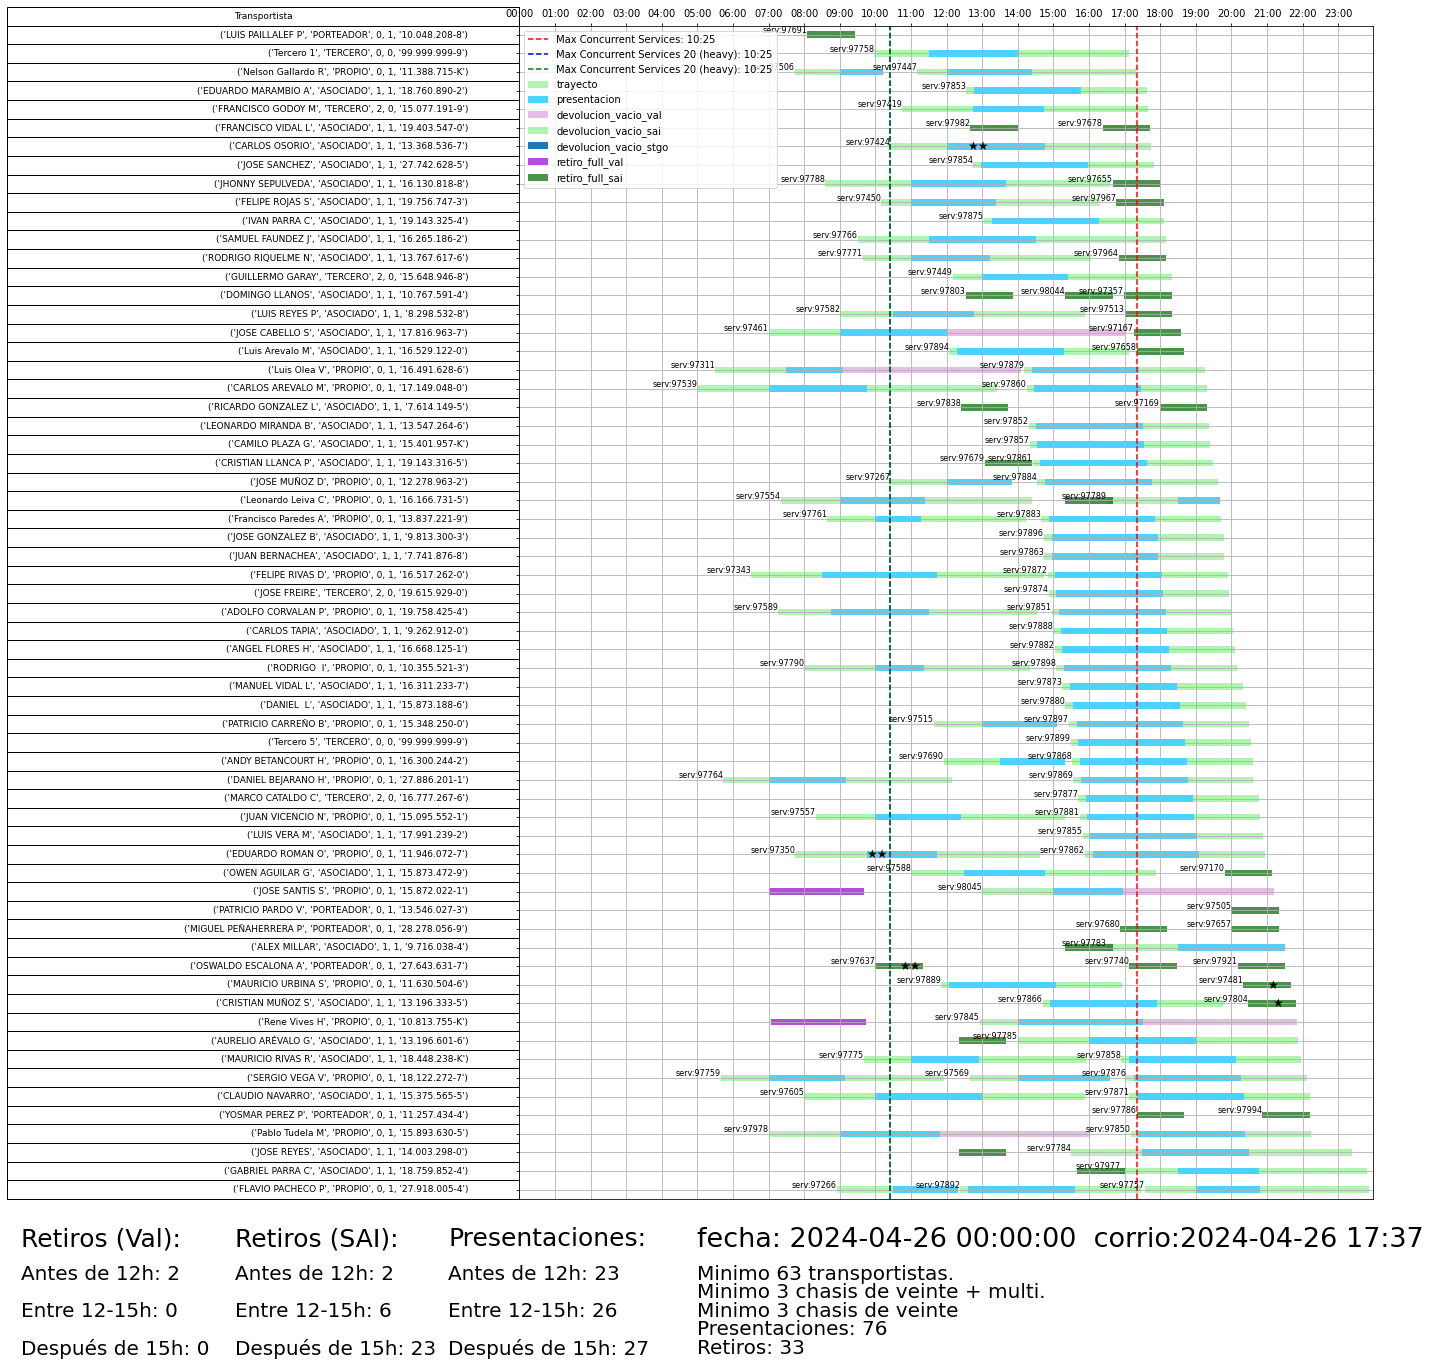 Transportista
00:00 01:00 02:00 03:00 04:00 05:00 06:00 07:00 08:00 09:00 10:00 11:00 12:00 13:00 14:00 15:00 16:00 17:00 18:00 19:00 20:00 21:00 22:00 23:00
Max Concurrent Services: 10:25
Max Concurrent Services 20 (heavy): 10:25
Max Concurrent Services 20 (heavy): 10:25
trayecto
presentacion
devolucion_vacio_val
devolucion_vacio_sai
devolucion_vacio_stgo
retiro_full_val
retiro_full_sai
('LUIS PAILLALEF P', 'PORTEADOR', 0, 1, '10.048.208-8') serv:97691
('Tercero 1', 'TERCERO', 0, 0, '99.999.999-9') serv:97758
('Nelson Gallardo R', 'PROPIO', 0, 1, '11.388.715-K') 506 serv:97447
('EDUARDO MARAMBIO A', 'ASOCIADO', 1, 1, '18.760.890-2') serv:97853
('FRANCISCO GODOY M', 'TERCERO', 2, 0, '15.077.191-9') serv:97419
('FRANCISCO VIDAL L', 'ASOCIADO', 1, 1, '19.403.547-0') serv:97982 serv:97678
('CARLOS OSORIO', 'ASOCIADO', 1, 1, '13.368.536-7') serv:97424
('JOSE SANCHEZ', 'ASOCIADO', 1, 1, '27.742.628-5') serv:97854
('JHONNY SEPULVEDA', 'ASOCIADO', 1, 1, '16.130.818-8') serv:97788 serv:97655
('FELIPE ROJAS S', 'ASOCIADO', 1, 1, '19.756.747-3') serv:97450 serv:97967
('IVAN PARRA C', 'ASOCIADO', 1, 1, '19.143.325-4') serv:97875
('SAMUEL FAUNDEZ J', 'ASOCIADO', 1, 1, '16.265.186-2') serv:97766
('RODRIGO RIQUELME N', 'ASOCIADO', 1, 1, '13.767.617-6') serv:97771 serv:97964
('GUILLERMO GARAY', 'TERCERO', 2, 0, '15.648.946-8') serv:97449
('DOMINGO LLANOS', 'ASOCIADO', 1, 1, '10.767.591-4') serv:97803 serv:98044 serv:97357
('LUIS REYES P', 'ASOCIADO', 1, 1, '8.298.532-8') serv:97582 serv:97513
('JOSE CABELLO S', 'ASOCIADO', 1, 1, '17.816.963-7') serv:97461 serv:97167
('Luis Arevalo M', 'ASOCIADO', 1, 1, '16.529.122-0') serv:97894 serv:97658
('Luis Olea V', 'PROPIO', 0, 1, '16.491.628-6') serv:97311 serv:97879
('CARLOS AREVALO M', 'PROPIO', 0, 1, '17.149.048-0') serv:97539 serv:97860
('RICARDO GONZALEZ L', 'ASOCIADO', 1, 1, '7.614.149-5') serv:97838 serv:97169
('LEONARDO MIRANDA B', 'ASOCIADO', 1, 1, '13.547.264-6') serv:97852
('CAMILO PLAZA G', 'ASOCIADO', 1, 1, '15.401.957-K') serv:97857
('CRISTIAN LLANCA P', 'ASOCIADO', 1, 1, '19.143.316-5') serv:97679 serv:97861
('JOSE MUÑOZ D', 'PROPIO', 0, 1, '12.278.963-2') serv:97267 serv:97884
('Leonardo Leiva C', 'PROPIO', 0, 1, '16.166.731-5') serv:97554 serv:97789
('Francisco Paredes A', 'PROPIO', 0, 1, '13.837.221-9') serv:97761 serv:97883
('JOSE GONZALEZ B', 'ASOCIADO', 1, 1, '9.813.300-3') serv:97896
('JUAN BERNACHEA', 'ASOCIADO', 1, 1, '7.741.876-8') serv:97863
('FELIPE RIVAS D', 'PROPIO', 0, 1, '16.517.262-0') serv:97343 serv:97872
('JOSE FREIRE', 'TERCERO', 2, 0, '19.615.929-0') serv:97874
('ADOLFO CORVALAN P', 'PROPIO', 0, 1, '19.758.425-4') serv:97589 serv:97851
('CARLOS TAPIA', 'ASOCIADO', 1, 1, '9.262.912-0') serv:97888
('ANGEL FLORES H', 'ASOCIADO', 1, 1, '16.668.125-1') serv:97882
('RODRIGO  I', 'PROPIO', 0, 1, '10.355.521-3') serv:97790 serv:97898
('MANUEL VIDAL L', 'ASOCIADO', 1, 1, '16.311.233-7') serv:97873
('DANIEL  L', 'ASOCIADO', 1, 1, '15.873.188-6') serv:97880
('PATRICIO CARREÑO B', 'PROPIO', 0, 1, '15.348.250-0') serv:97515 serv:97897
('Tercero 5', 'TERCERO', 0, 0, '99.999.999-9') serv:97899
('ANDY BETANCOURT H', 'PROPIO', 0, 1, '16.300.244-2') serv:97690 serv:97868
('DANIEL BEJARANO H', 'PROPIO', 0, 1, '27.886.201-1') serv:97764 serv:97869
('MARCO CATALDO C', 'TERCERO', 2, 0, '16.777.267-6') serv:97877
('JUAN VICENCIO N', 'PROPIO', 0, 1, '15.095.552-1') serv:97557 serv:97881
('LUIS VERA M', 'ASOCIADO', 1, 1, '17.991.239-2') serv:97855
('EDUARDO ROMAN O', 'PROPIO', 0, 1, '11.946.072-7') serv:97350 serv:97862
('OWEN AGUILAR G', 'ASOCIADO', 1, 1, '15.873.472-9') serv:97588 serv:97170
('JOSE SANTIS S', 'PROPIO', 0, 1, '15.872.022-1') serv:98045
('PATRICIO PARDO V', 'PORTEADOR', 0, 1, '13.546.027-3') serv:97505
('MIGUEL PEÑAHERRERA P', 'PORTEADOR', 0, 1, '28.278.056-9') serv:97680 serv:97657
('ALEX MILLAR', 'ASOCIADO', 1, 1, '9.716.038-4') serv:97783
('OSWALDO ESCALONA A', 'PORTEADOR', 0, 1, '27.643.631-7') serv:97637 serv:97740 serv:97921
('MAURICIO URBINA S', 'PROPIO', 0, 1, '11.630.504-6') serv:97889 serv:97481
('CRISTIAN MUÑOZ S', 'ASOCIADO', 1, 1, '13.196.333-5') serv:97866 serv:97804
('Rene Vives H', 'PROPIO', 0, 1, '10.813.755-K') serv:97845
('AURELIO ARÉVALO G', 'ASOCIADO', 1, 1, '13.196.601-6') serv:97785
('MAURICIO RIVAS R', 'ASOCIADO', 1, 1, '18.448.238-K') serv:97775 serv:97858
('SERGIO VEGA V', 'PROPIO', 0, 1, '18.122.272-7') serv:97759 serv:97569 serv:97876
('CLAUDIO NAVARRO', 'ASOCIADO', 1, 1, '15.375.565-5') serv:97605 serv:97871
('YOSMAR PEREZ P', 'PORTEADOR', 0, 1, '11.257.434-4') serv:97786 serv:97994
('Pablo Tudela M', 'PROPIO', 0, 1, '15.893.630-5') serv:97978 serv:97850
('JOSE REYES', 'ASOCIADO', 1, 1, '14.003.298-0') serv:97784
('GABRIEL PARRA C', 'ASOCIADO', 1, 1, '18.759.852-4') serv:97977
('FLAVIO PACHECO P', 'PROPIO', 0, 1, '27.918.005-4') serv:97266 serv:97892 serv:97757
Retiros (Val):
Antes de 12h: 2
Entre 12-15h: 0
Después de 15h: 0
Retiros (SAI):
Antes de 12h: 2
Entre 12-15h: 6
Después de 15h: 23
Presentaciones:
Antes de 12h: 23
Entre 12-15h: 26
Después de 15h: 27
fecha: 2024-04-26 00:00:00  corrio:2024-04-26 17:37
Minimo 63 transportistas.
Minimo 3 chasis de veinte + multi.
Minimo 3 chasis de veinte
Presentaciones: 76
Retiros: 33